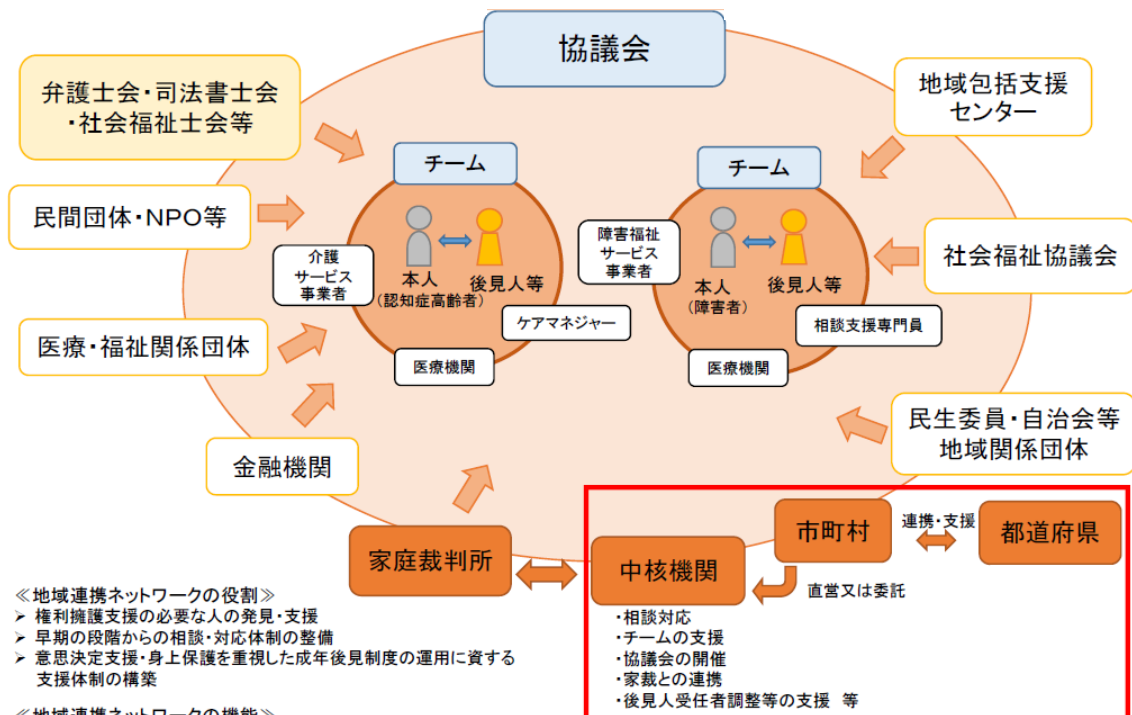 協議会
弁護士会・司法書士会
・社会福祉士会等
地域包括支援
センター
民間団体・NPO等
社会福祉協議会
医療・福祉関係団体
民生委員・自治会等
地域関係団体
金融機関
チーム
本人
(認知症高齢者)
後見人等
介護
サービス
事業者
ケアマネジャー
医療機関
チーム
本人
(障害者)
後見人等
障害福祉
サービス
事業者
相談支援専門員
医療機関
家庭裁判所
中核機関
市町村
連携・支援
都道府県
直営又は委託
・相談対応
・チームの支援
・協議会の開催
・家裁との連携
・後見人受任者調整等の支援 等
≪地域連携ネットワークの役割≫
➢ 権利擁護支援の必要な人の発見・支援
➢ 早期の段階からの相談・対応体制の整備
➢ 意思決定支援・身上保護を重視した成年後見制度の運用に資する
支援体制の構築
≪地域連携ネットワークの機能≫